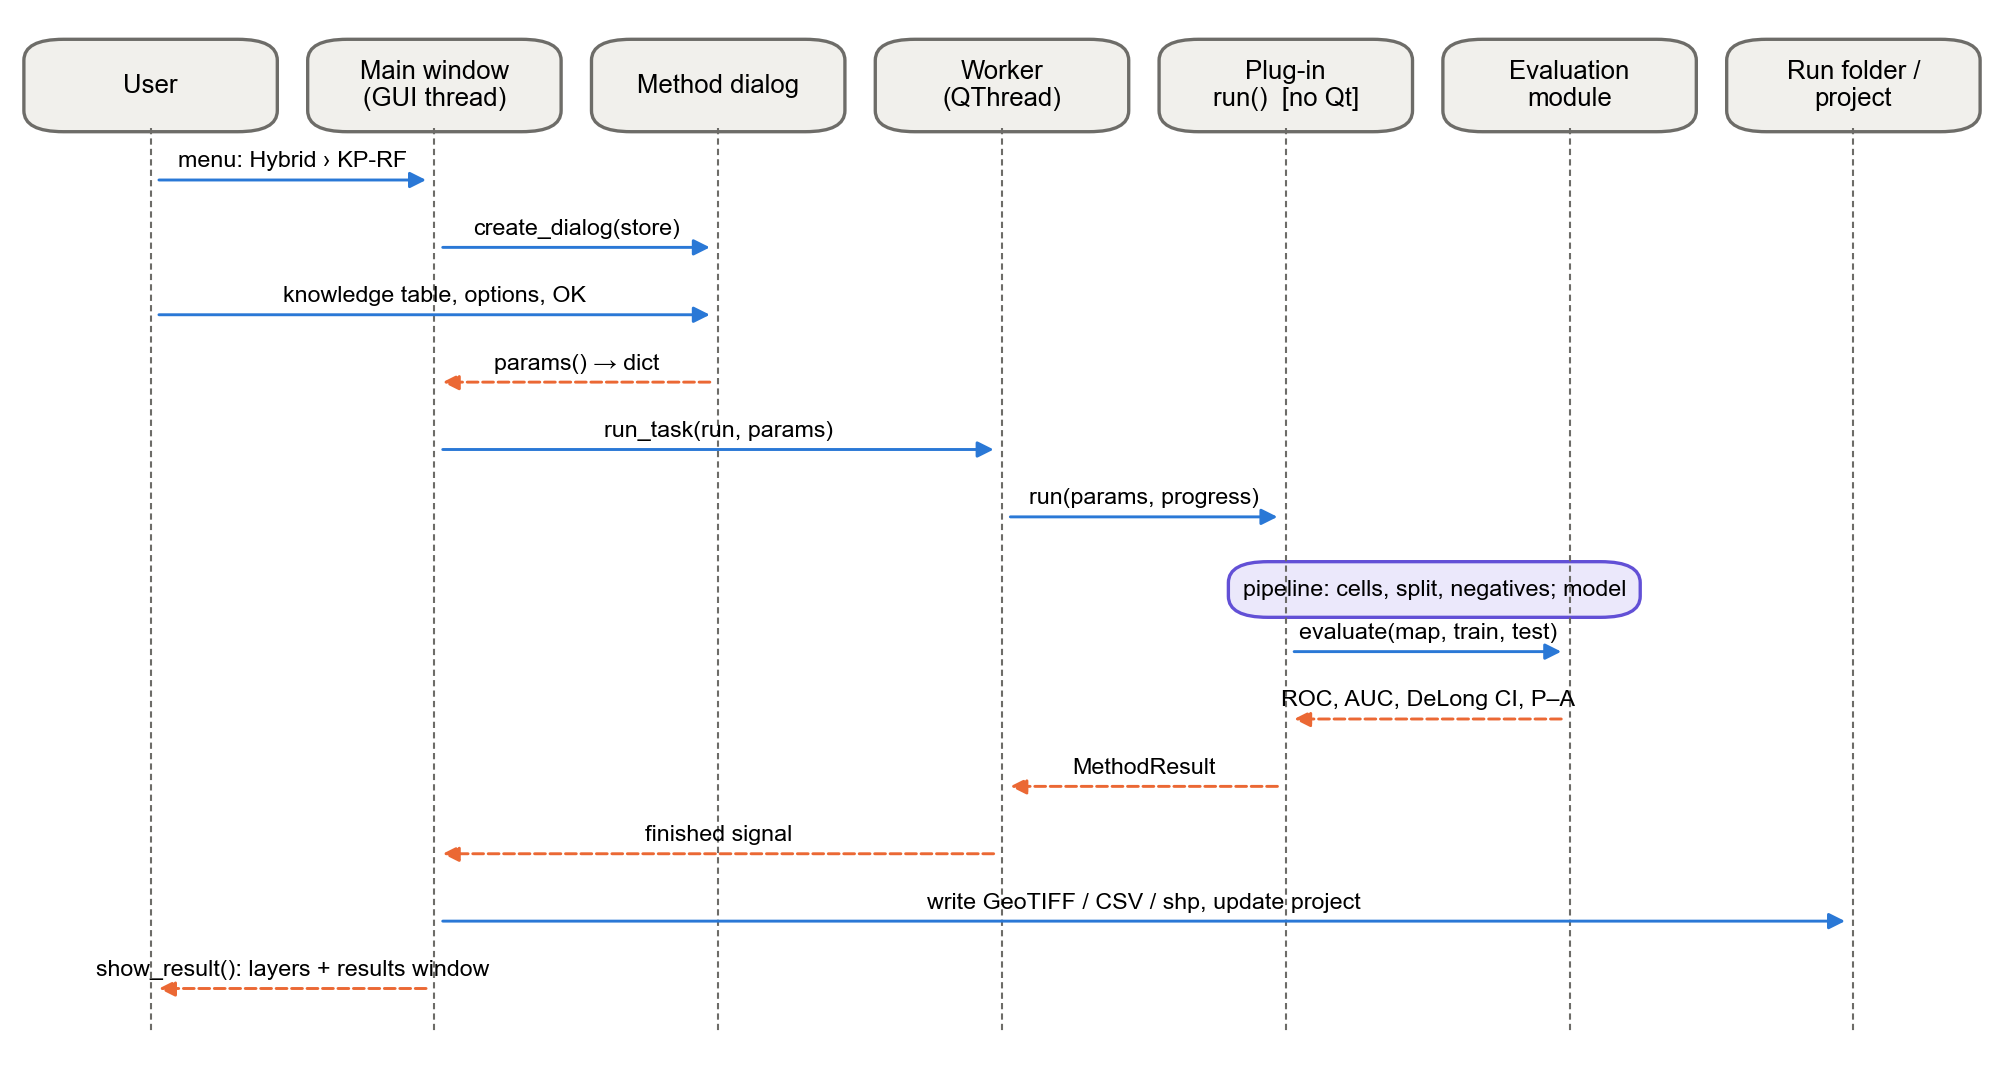 User
Main window
(GUI thread)
Method dialog
Worker
(QThread)
Plug-in
run()  [no Qt]
Evaluation
module
Run folder /
project
menu: Hybrid › KP-RF
create_dialog(store)
knowledge table, options, OK
params() → dict
run_task(run, params)
run(params, progress)
pipeline: cells, split, negatives; model
evaluate(map, train, test)
ROC, AUC, DeLong CI, P–A
MethodResult
finished signal
write GeoTIFF / CSV / shp, update project
show_result(): layers + results window